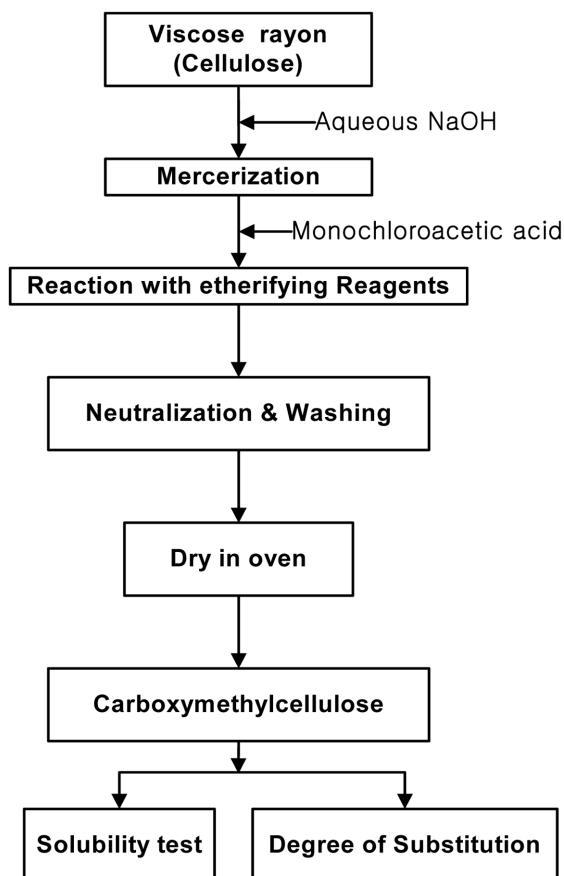 Viscose rayon
(Cellulose)
Aqueous NaOH
Mercerization
Monochloroacetic acid
Reaction with etherifying Reagents
Neutralization & Washing
Dry in oven
Carboxymethylcellulose
Solubility test
Degree of Substitution